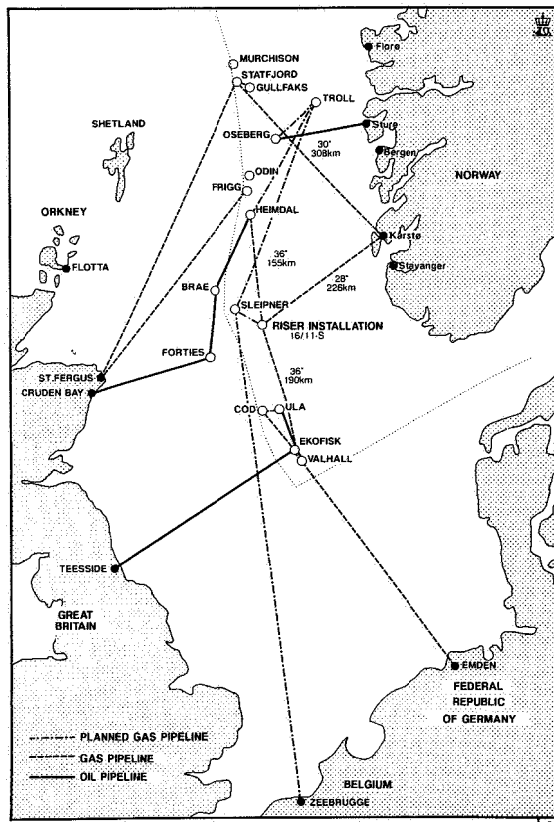 MURCHISON
Florø
STATFJORD
GULLFAKS
TROLL
SHETLAND
Sture
OSEBERG
30"
308km
Bergen
ODIN
NORWAY
FRIGG
ORKNEY
HEIMDAL
Kårstø
FLOTTA
36"
155km
Stavanger
BRAE
28"
226km
SLEIPNER
RISER INSTALLATION
16/11-S
FORTIES
36"
190km
ST.FERGUS
CRUDEN BAY
COD
ULA
EKOFISK
VALHALL
TEESSIDE
GREAT
BRITAIN
EMDEN
FEDERAL
REPUBLIC
OF GERMANY
PLANNED GAS PIPELINE
GAS PIPELINE
OIL PIPELINE
BELGIUM
ZEEBRUGGE